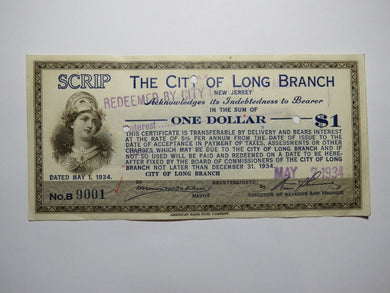 SCRIP
THE CITY OF LONG BRANCH
NEW JERSEY
REDEEMED BY CITY
Acknowledges its Indebtedness to Bearer
IN THE SUM OF
Interest
ONE DOLLAR $1
THIS CERTIFICATE IS TRANSFERABLE BY DELIVERY AND BEARS INTEREST
AT THE RATE OF 5% PER ANNUM FROM THE DATE OF ISSUE TO THE
DATE OF ACCEPTANCE IN PAYMENT OF TAXES, ASSESSMENTS OR OTHER
CHARGES WHICH MAY BE DUE TO THE CITY OF LONG BRANCH AND IF
NOT SO USED WILL BE PAID AND REDEEMED ON A DATE TO BE HERE-
AFTER FIXED BY THE BOARD OF COMMISSIONERS OF THE CITY OF LONG
BRANCH NOT LATER THAN DECEMBER 31, 1934.
DATED MAY 1, 1934.
CITY OF LONG BRANCH
MAY 2 1934
No.B 9001
BY
COUNTERSIGNED:
BY
MAYOR
DIRECTOR OF REVENUE AND FINANCE
AMERICAN BANK NOTE COMPANY.